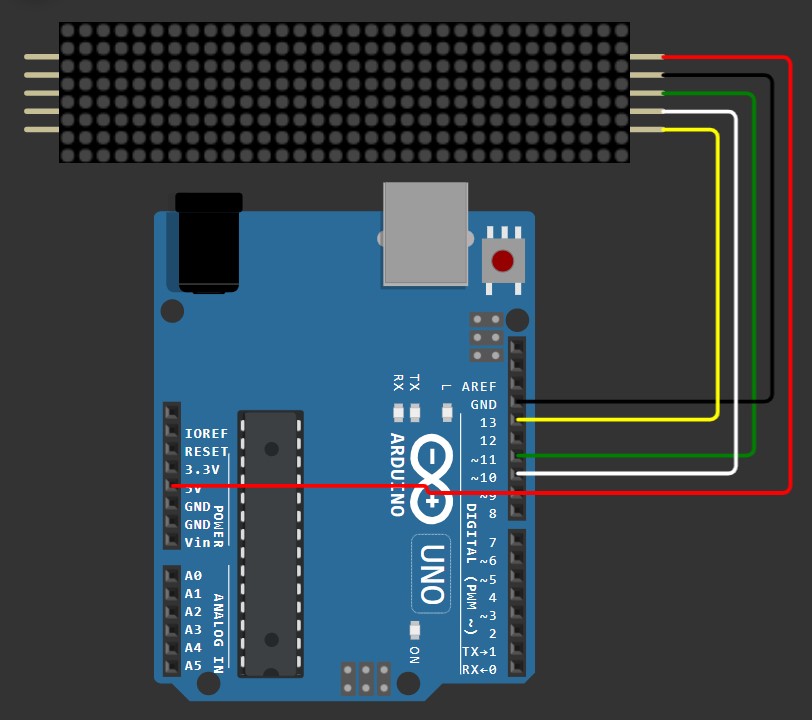 RX
TX
L
AREF
GND
13
12
~11
~10
~9
8
IOREF
RESET
3.3V
5V
GND
GND
Vin
POWER
ARDUINO
DIGITAL (PWM ~)
UNO
7
~6
~5
4
~3
2
TX→1
RX←0
A0
A1
A2
A3
A4
A5
ANALOG IN
ON